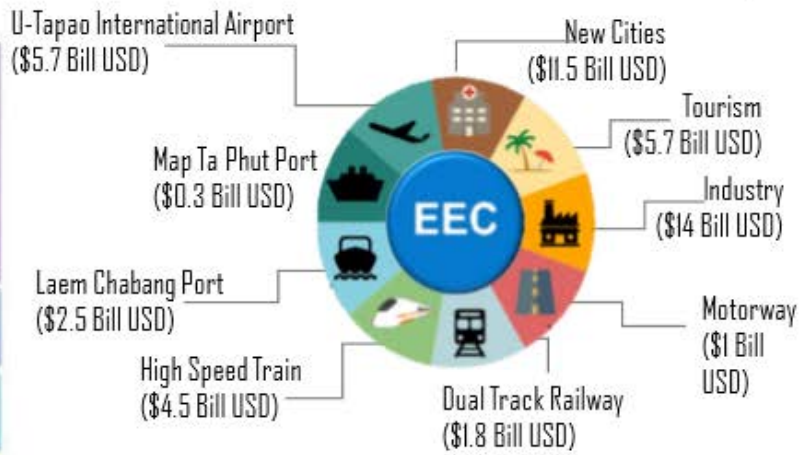 U-Tapao International Airport
($5.7 Bill USD)
New Cities
($11.5 Bill USD)
Tourism
($5.7 Bill USD)
Map Ta Phut Port
($0.3 Bill USD)
Industry
($14 Bill USD)
EEC
Laem Chabang Port
($2.5 Bill USD)
Motorway
($1 Bill
USD)
High Speed Train
($4.5 Bill USD)
Dual Track Railway
($1.8 Bill USD)